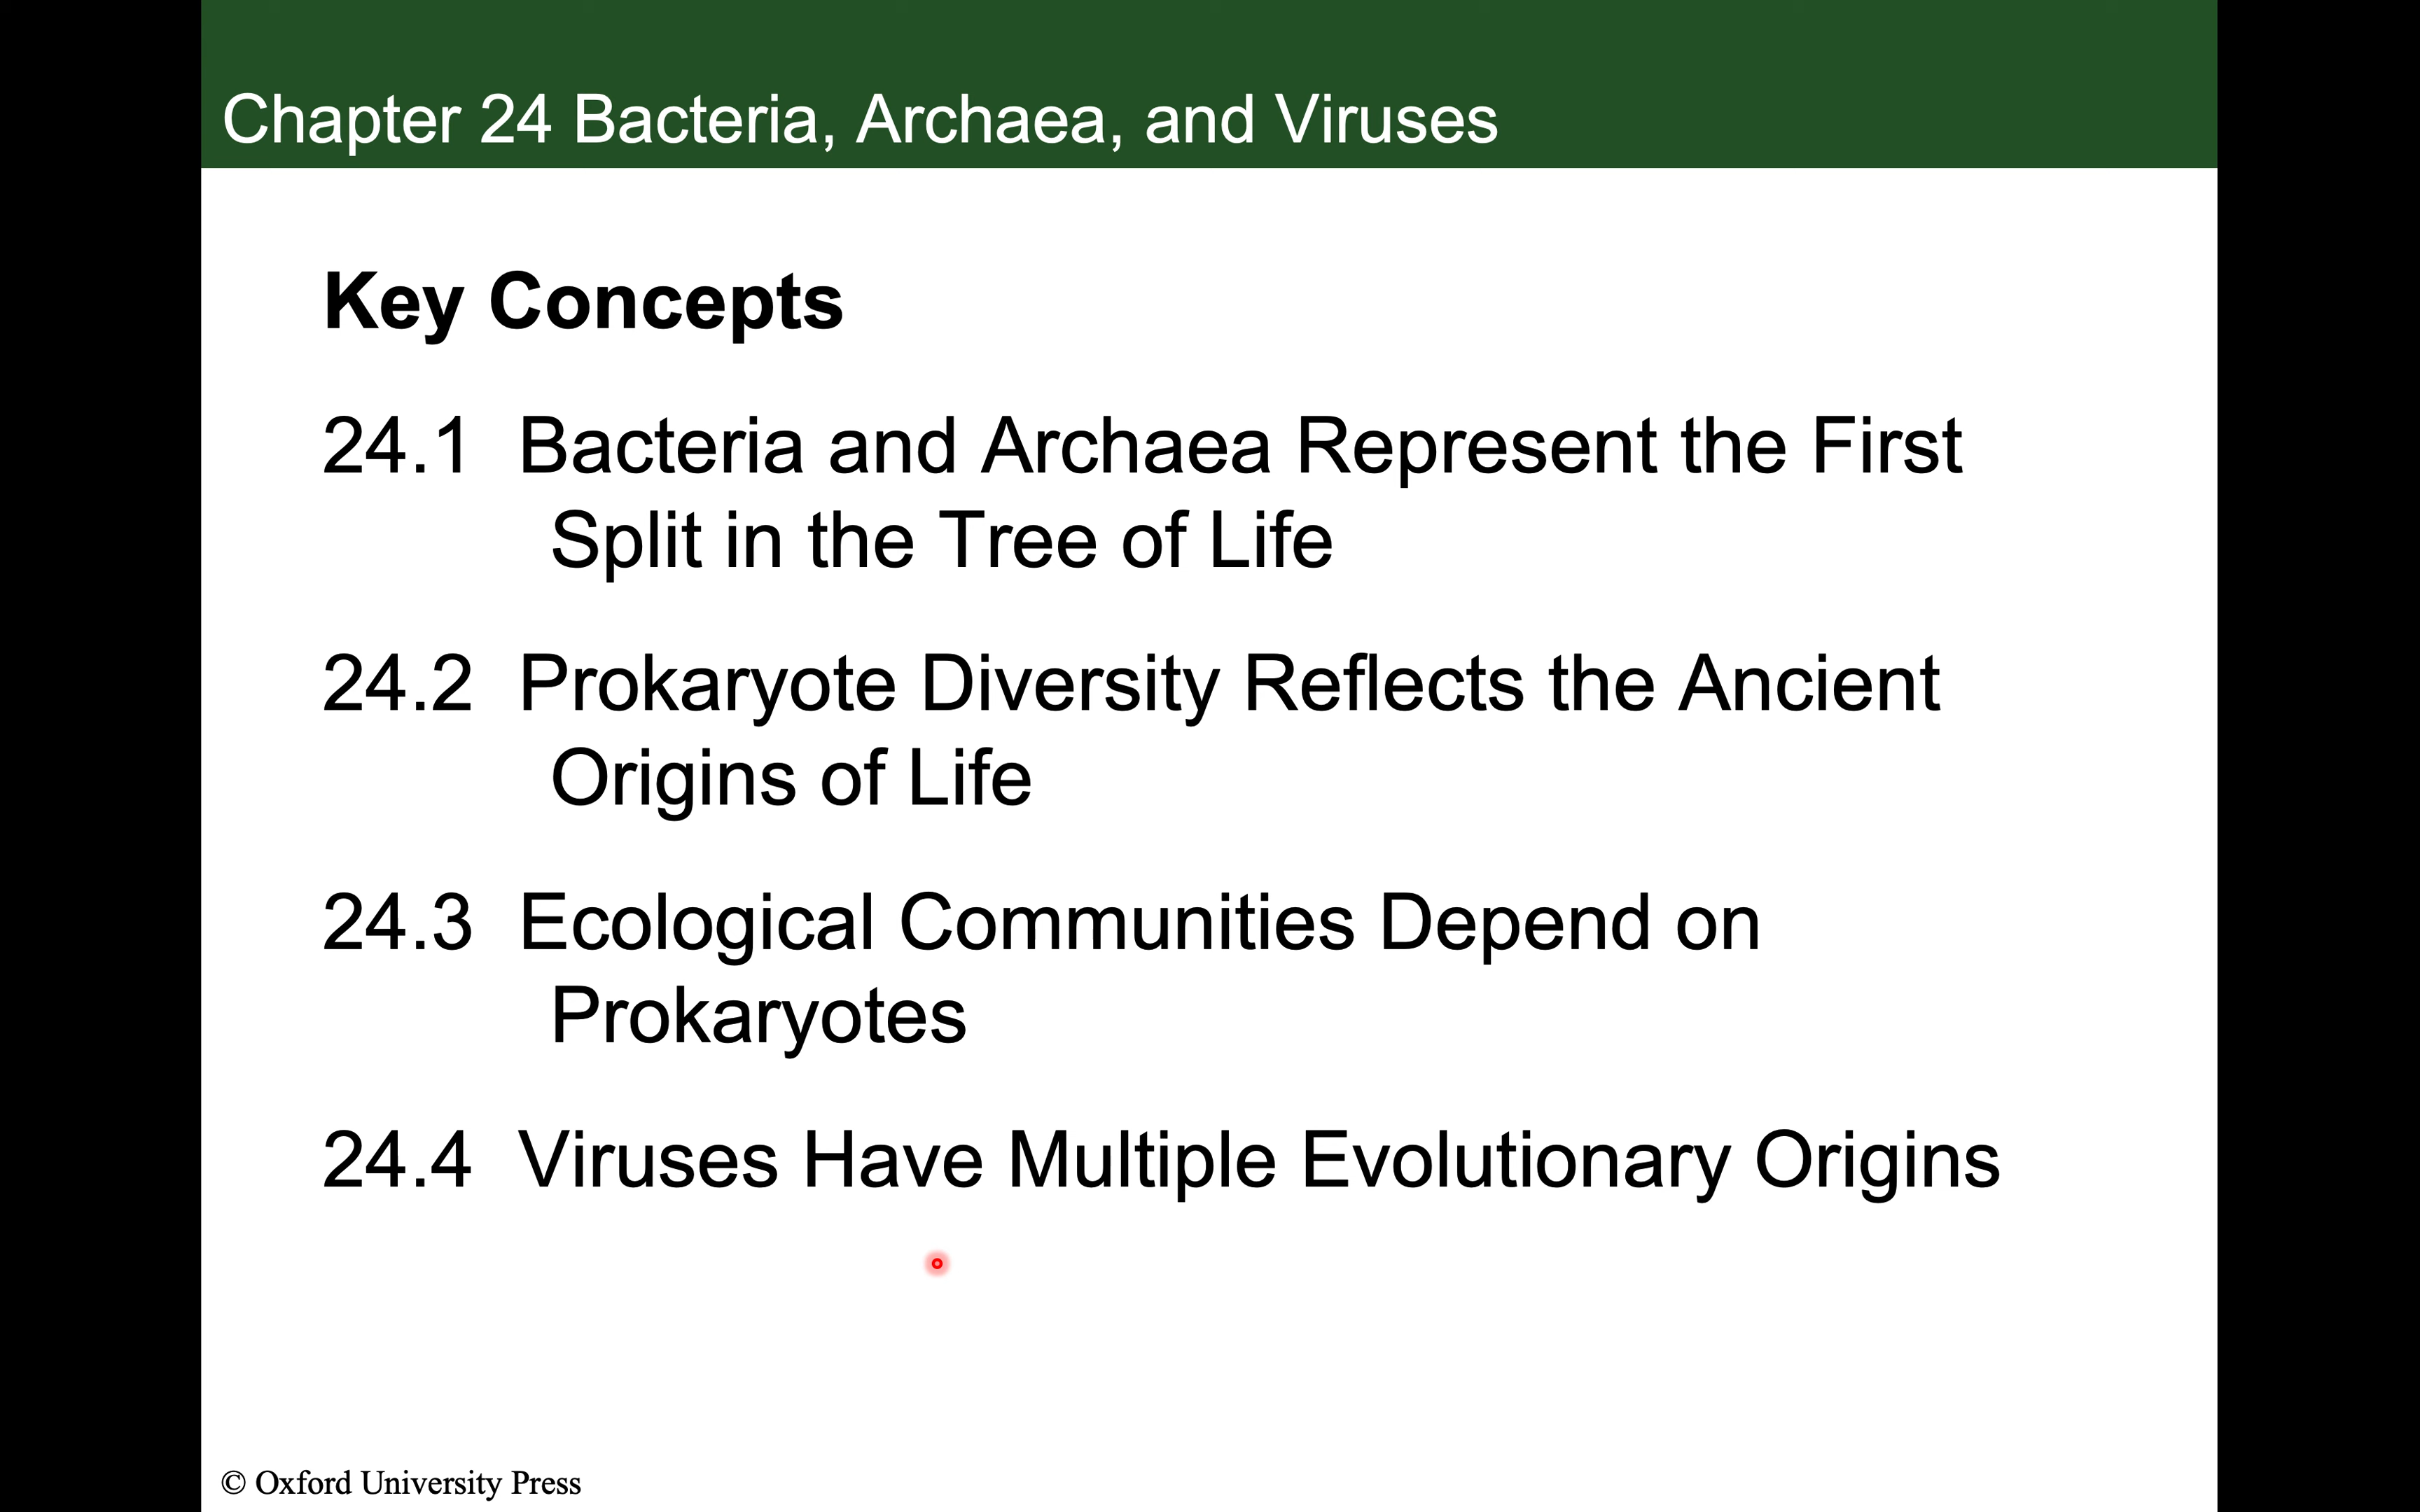 Chapter 24 Bacteria, Archaea, and Viruses
Key Concepts
24.1 Bacteria and Archaea Represent the First
Split in the Tree of Life
24.2 Prokaryote Diversity Reflects the Ancient
Origins of Life
24.3 Ecological Communities Depend on
Prokaryotes
24.4 Viruses Have Multiple Evolutionary Origins
© Oxford University Press